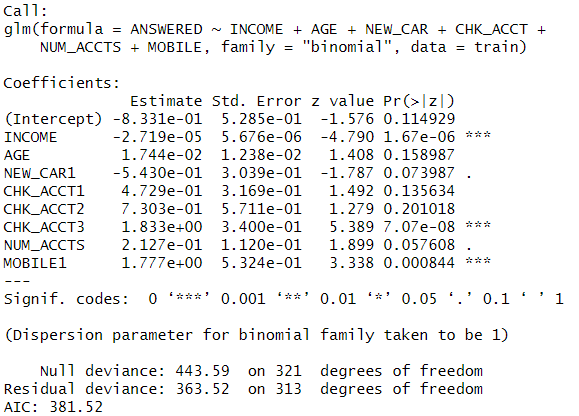 Call:
glm(formula = ANSWERED ~ INCOME + AGE + NEW_CAR + CHK_ACCT +
    NUM_ACCTS + MOBILE, family = "binomial", data = train)

Coefficients:
              Estimate Std. Error z value Pr(>|z|)
(Intercept) -8.331e-01  5.285e-01  -1.576 0.114929
INCOME      -2.719e-05  5.676e-06  -4.790 1.67e-06 ***
AGE          1.744e-02  1.238e-02   1.408 0.158987
NEW_CAR1    -5.430e-01  3.039e-01  -1.787 0.073987 .
CHK_ACCT1    4.729e-01  3.169e-01   1.492 0.135634
CHK_ACCT2    7.303e-01  5.711e-01   1.279 0.201018
CHK_ACCT3    1.833e+00  3.400e-01   5.389 7.07e-08 ***
NUM_ACCTS    2.127e-01  1.120e-01   1.899 0.057608 .
MOBILE1      1.777e+00  5.324e-01   3.338 0.000844 ***
---
Signif. codes:  0 ‘***’ 0.001 ‘**’ 0.01 ‘*’ 0.05 ‘.’ 0.1 ‘ ’ 1

(Dispersion parameter for binomial family taken to be 1)

    Null deviance: 443.59  on 321  degrees of freedom
Residual deviance: 363.52  on 313  degrees of freedom
AIC: 381.52